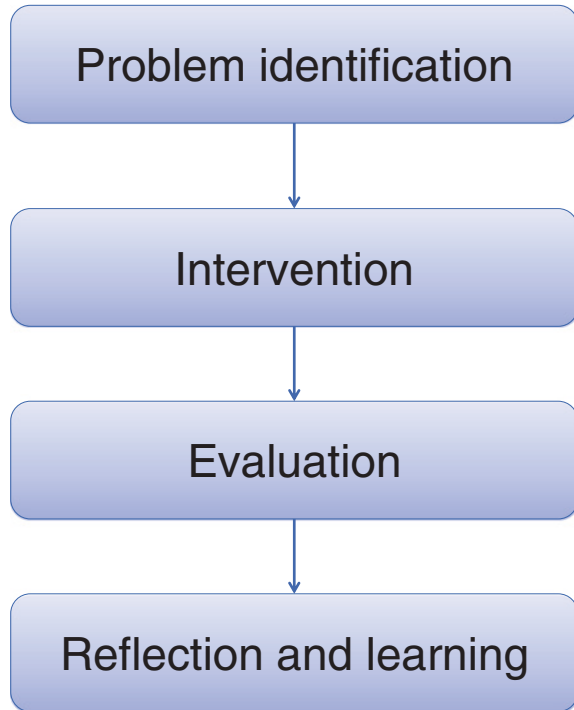 Problem identification
Intervention
Evaluation
Reflection and learning